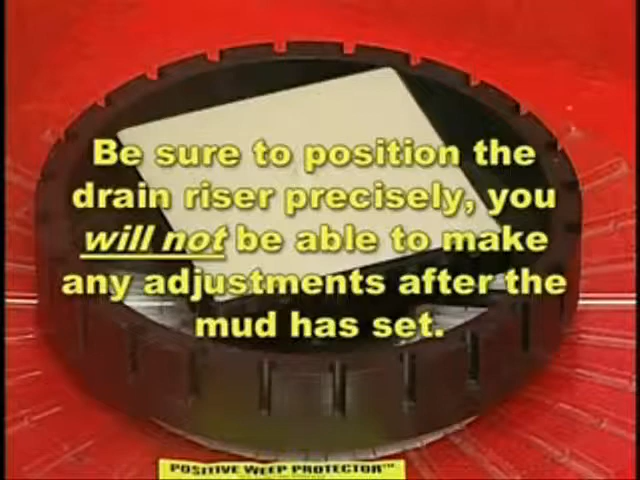 Be sure to position the
drain riser precisely, you
will not be able to make
any adjustments after the
mud has set.
POSITIVE WEEP PROTECTOR™